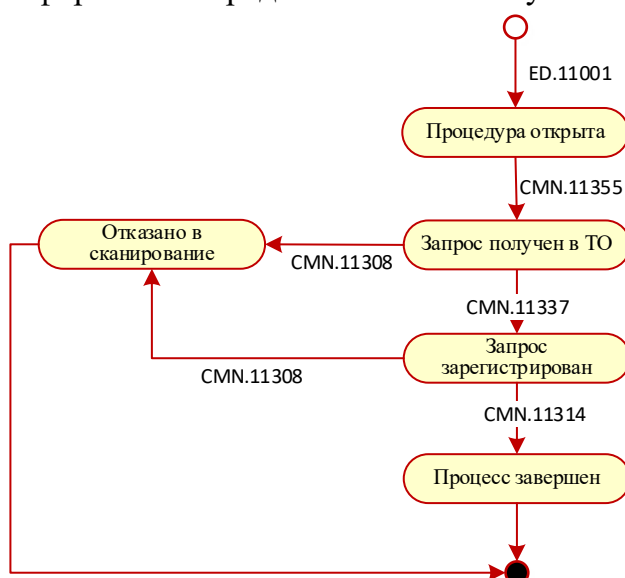 ED.11001
Процедура открыта
CMN.11355
Отказано в
сканирование
Запрос получен в ТО
CMN.11308
CMN.11337
Запрос
зарегистрирован
CMN.11308
CMN.11314
Процесс завершен